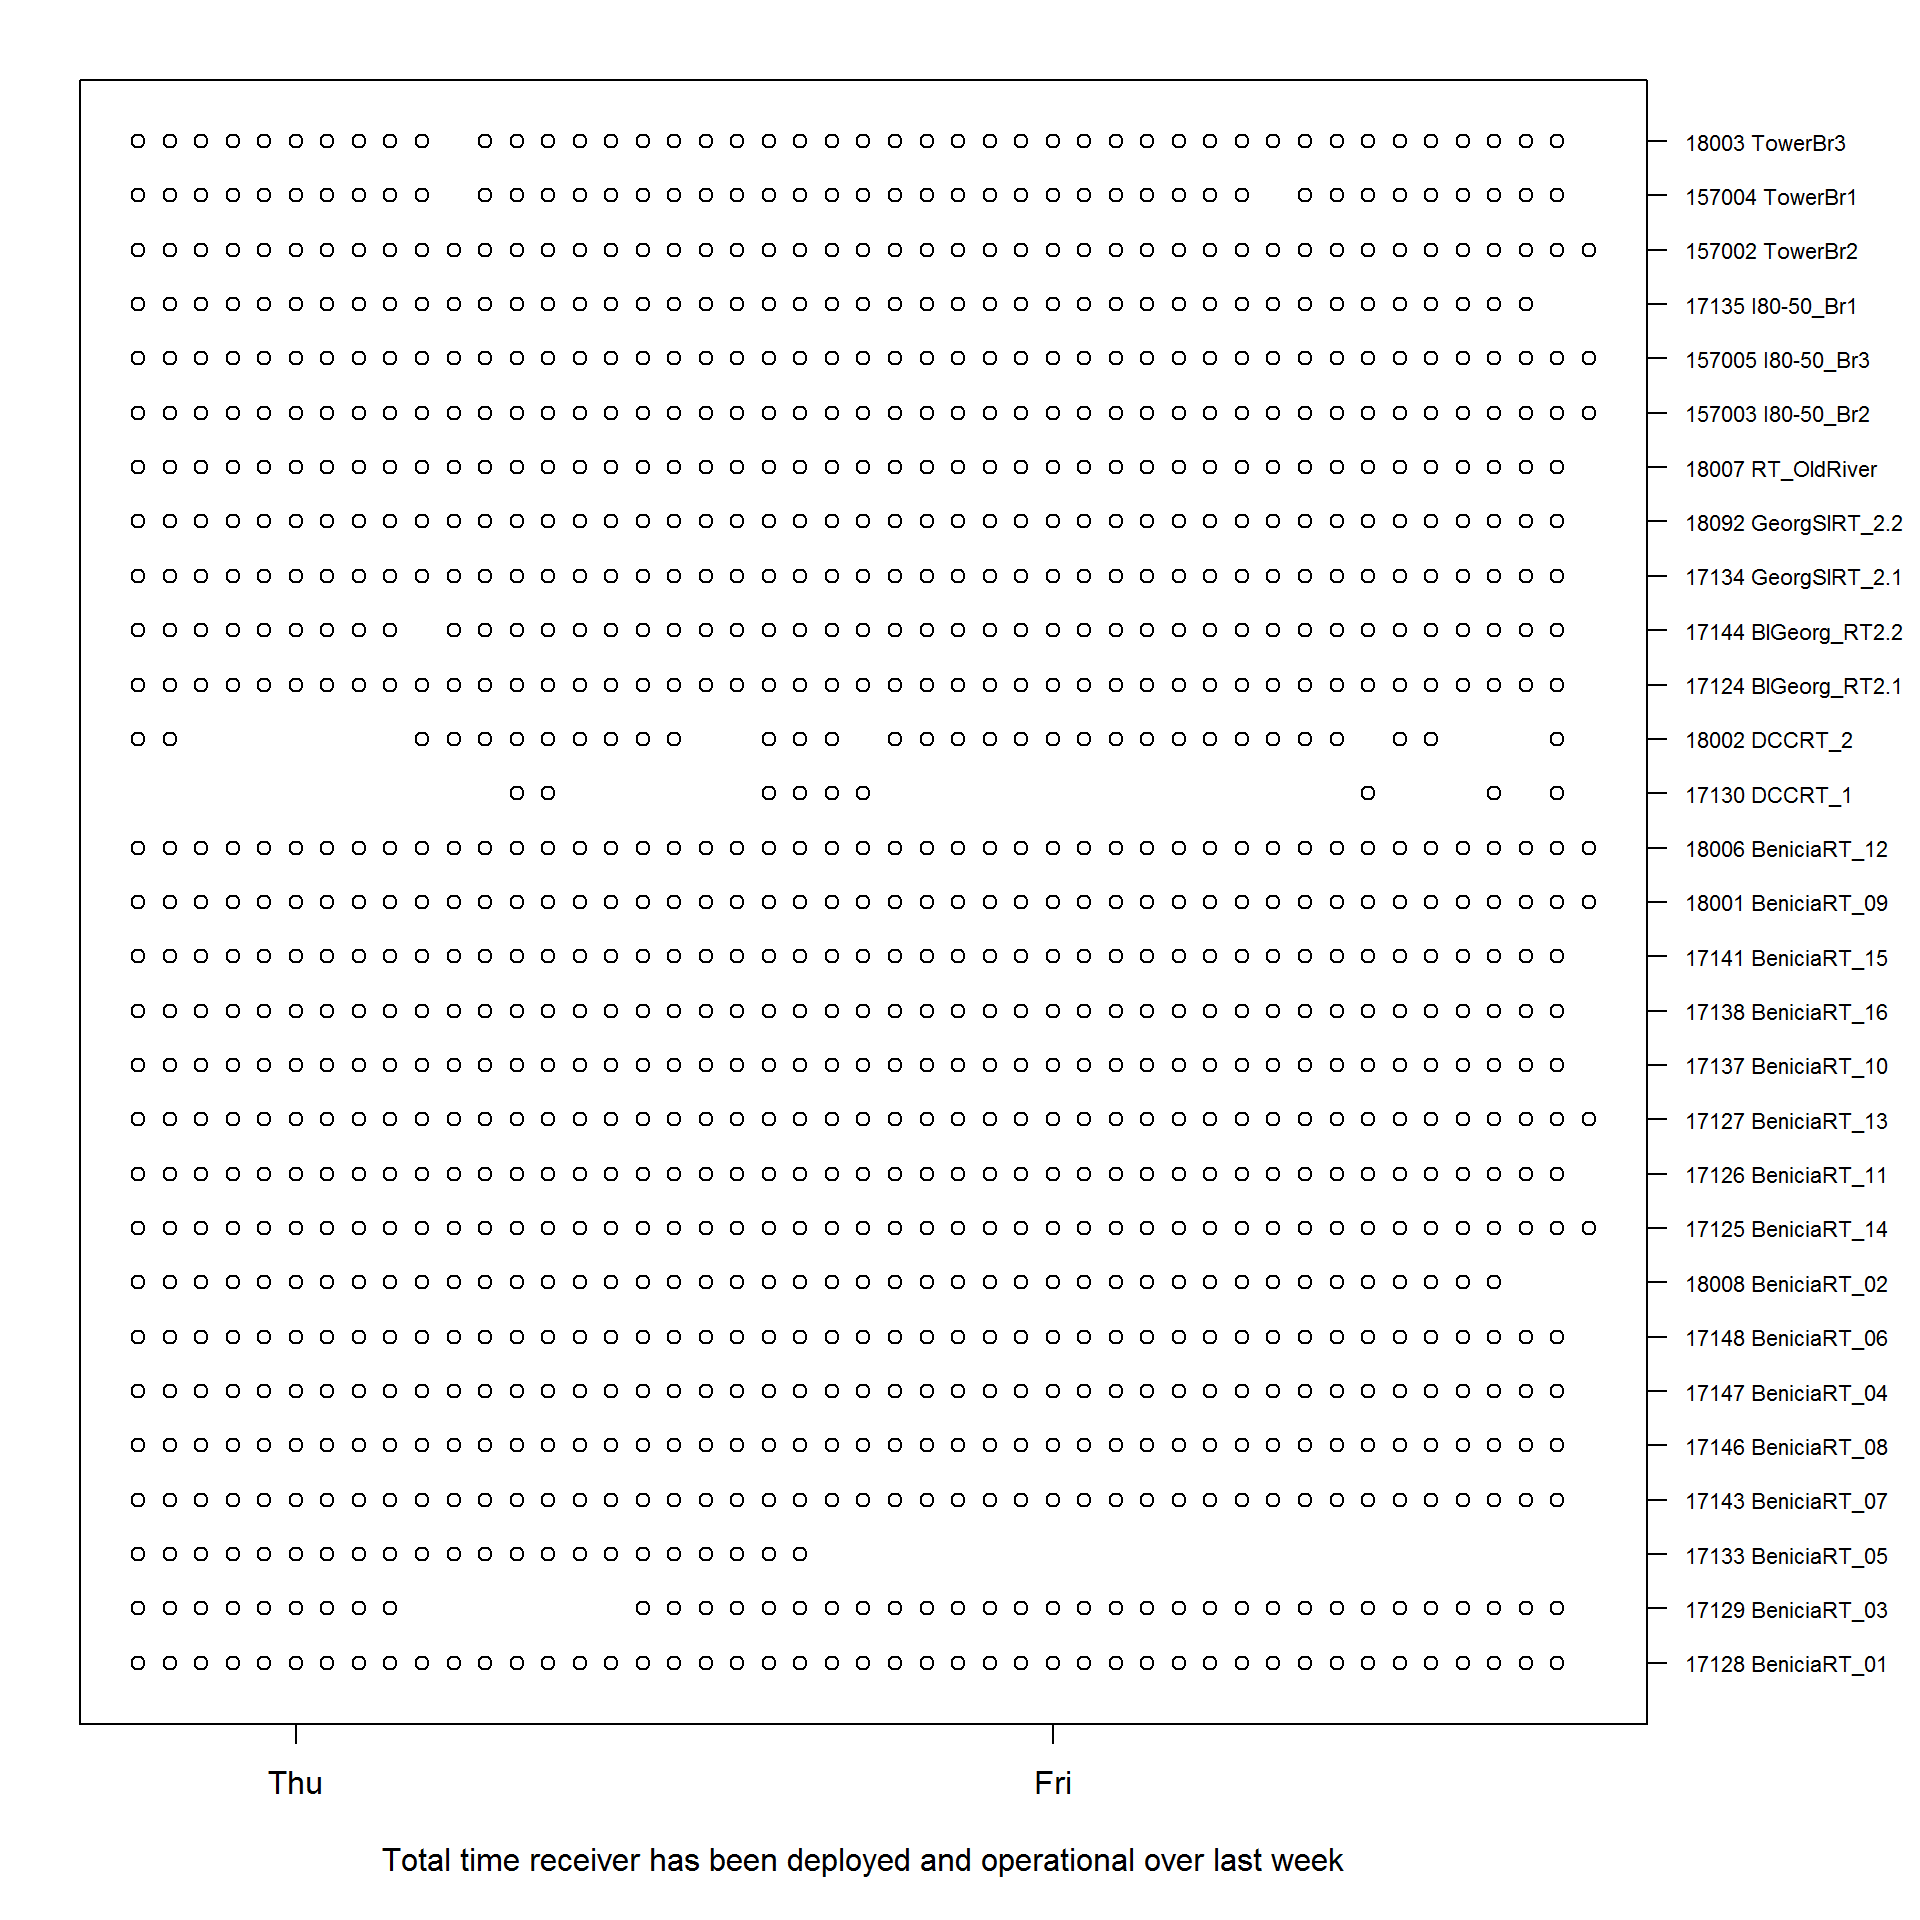 18003 TowerBr3
157004 TowerBr1
157002 TowerBr2
17135 I80-50_Br1
157005 I80-50_Br3
157003 I80-50_Br2
18007 RT_OldRiver
18092 GeorgSlRT_2.2
17134 GeorgSlRT_2.1
17144 BlGeorg_RT2.2
17124 BlGeorg_RT2.1
18002 DCCRT_2
17130 DCCRT_1
18006 BeniciaRT_12
18001 BeniciaRT_09
17141 BeniciaRT_15
17138 BeniciaRT_16
17137 BeniciaRT_10
17127 BeniciaRT_13
17126 BeniciaRT_11
17125 BeniciaRT_14
18008 BeniciaRT_02
17148 BeniciaRT_06
17147 BeniciaRT_04
17146 BeniciaRT_08
17143 BeniciaRT_07
17133 BeniciaRT_05
17129 BeniciaRT_03
17128 BeniciaRT_01
Thu Fri
Total time receiver has been deployed and operational over last week